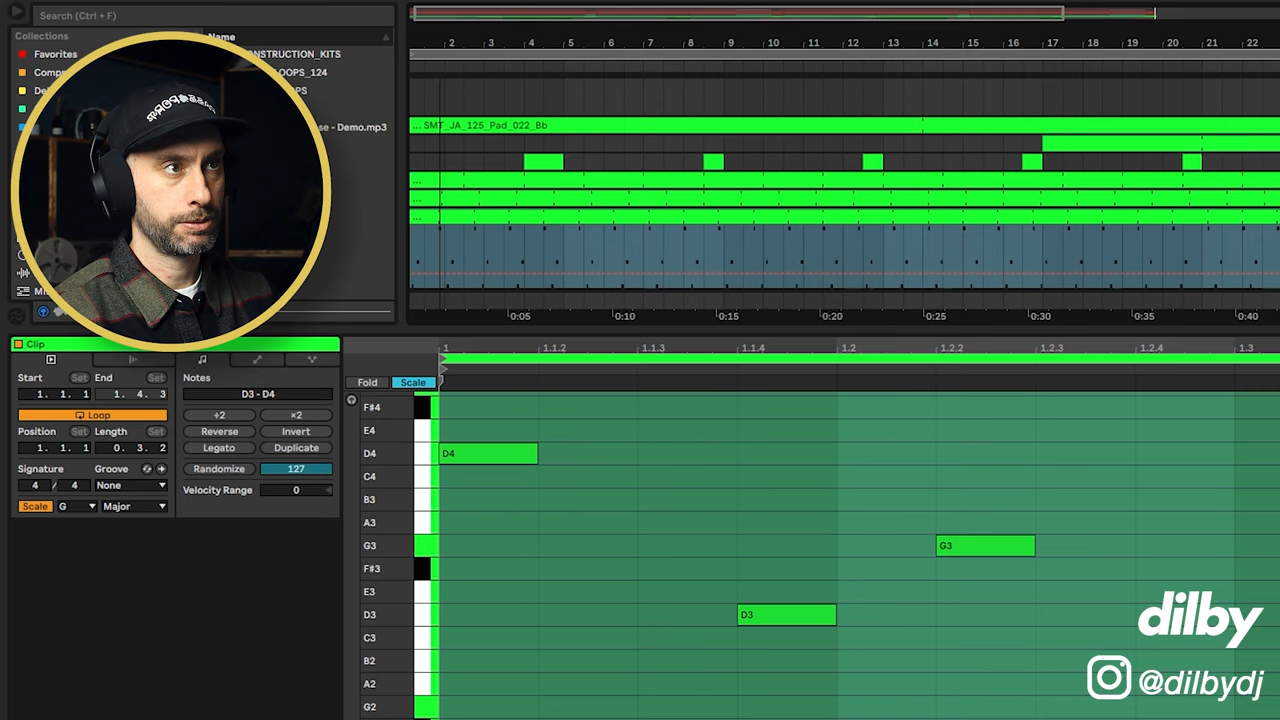 Search (Ctrl + F)
Collections
Name
Favorites
ONSTRUCTION_KITS
LOOPS_124
OPS
se - Demo.mp3
2 3 4 5 6 7 8 9 10 11 12 13 14 15 16 17 18 19 20 21 22
... SMT_JA_125_Pad_022_Bb
...
...
...
0:05 0:10 0:15 0:20 0:25 0:30 0:35 0:40
Clip
Start Set End Set
1. 1. 1 1. 4. 3
Loop
Position Set Length Set
1. 1. 1 0. 3. 2
Signature Groove
4 / 4 None
Scale G Major
Notes
D3 - D4
÷2 ×2
Reverse Invert
Legato Duplicate
Randomize 127
Velocity Range 0
1 1.1.2 1.1.3 1.1.4 1.2 1.2.2 1.2.3 1.2.4 1.3
Fold Scale
F#4
E4
D4 D4
C4
B3
A3
G3 G3
F#3
E3
D3 D3
C3
B2
A2
G2
dilby
@dilbydj